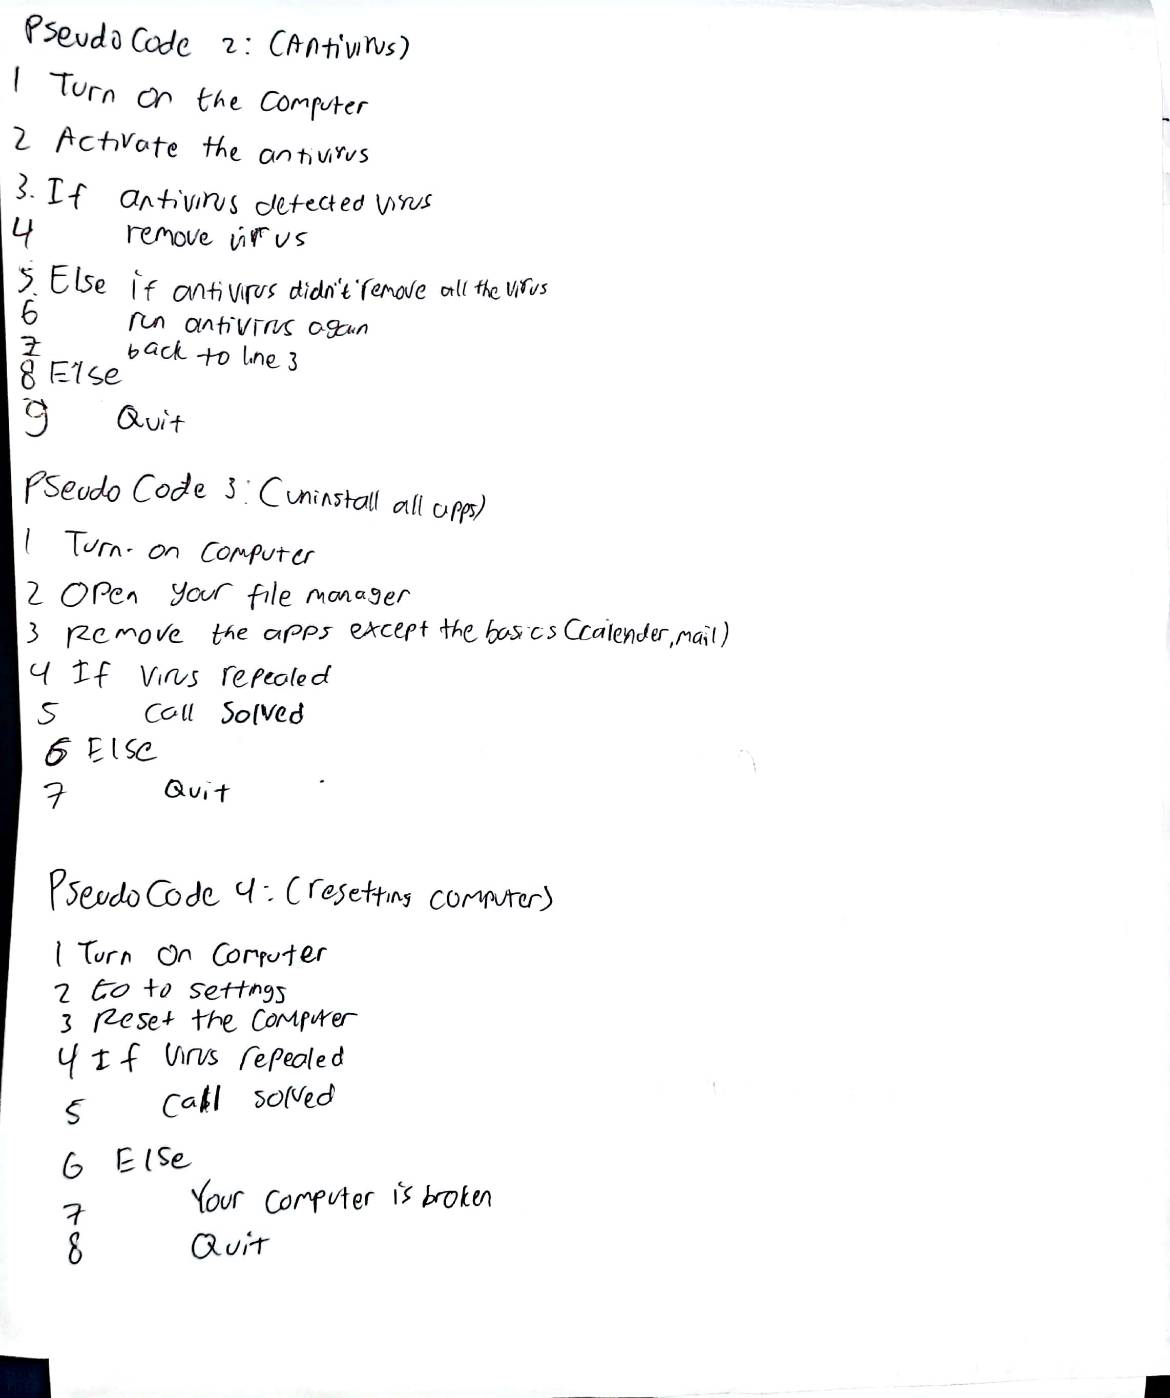 Pseudo Code 2: (Antivirus)
1 Turn on the computer
2 Activate the antivirus
3. If antivirus detected virus
4 remove virus
5. Else if antivirus didn't remove all the virus
6 run antivirus again
7 back to line 3
8 Else
9 Quit
Pseudo Code 3: (uninstall all apps)
1 Turn on computer
2 Open your file manager
3 Remove the apps except the basics (calender, mail)
4 If virus repealed
5 Call Solved
6 Else
7 Quit
Pseudo Code 4: (resetting computer)
1 Turn on Computer
2 Go to settings
3 Reset the Computer
4 If virus repealed
5 Call solved
6 Else
7 Your computer is broken
8 Quit